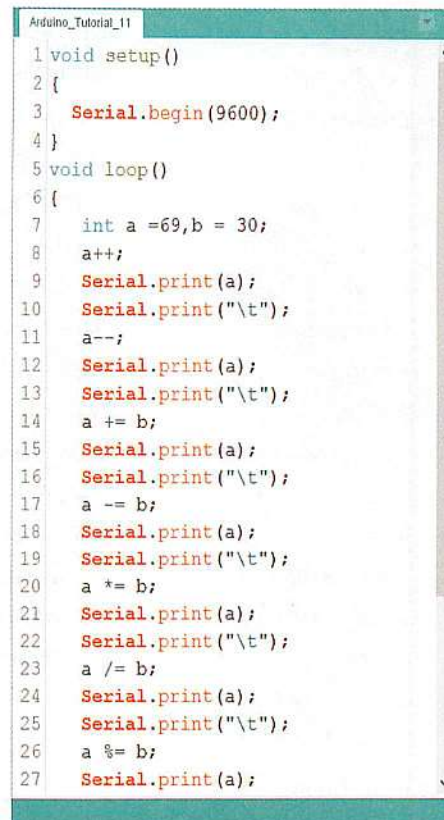 Arduino_Tutorial_11
1 void setup()
2 {
3   Serial.begin(9600);
4 }
5 void loop()
6 {
7    int a =69,b = 30;
8    a++;
9    Serial.print(a);
10    Serial.print("\t");
11    a--;
12    Serial.print(a);
13    Serial.print("\t");
14    a += b;
15    Serial.print(a);
16    Serial.print("\t");
17    a -= b;
18    Serial.print(a);
19    Serial.print("\t");
20    a *= b;
21    Serial.print(a);
22    Serial.print("\t");
23    a /= b;
24    Serial.print(a);
25    Serial.print("\t");
26    a %= b;
27    Serial.print(a);